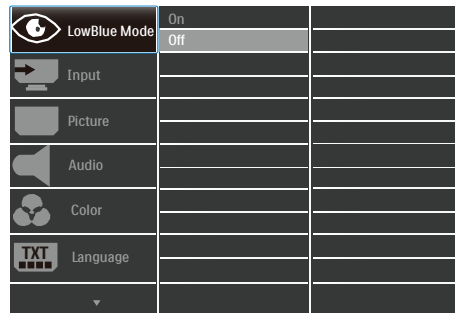 LowBlue Mode
On
Off
Input
Picture
Audio
Color
TXT
Language